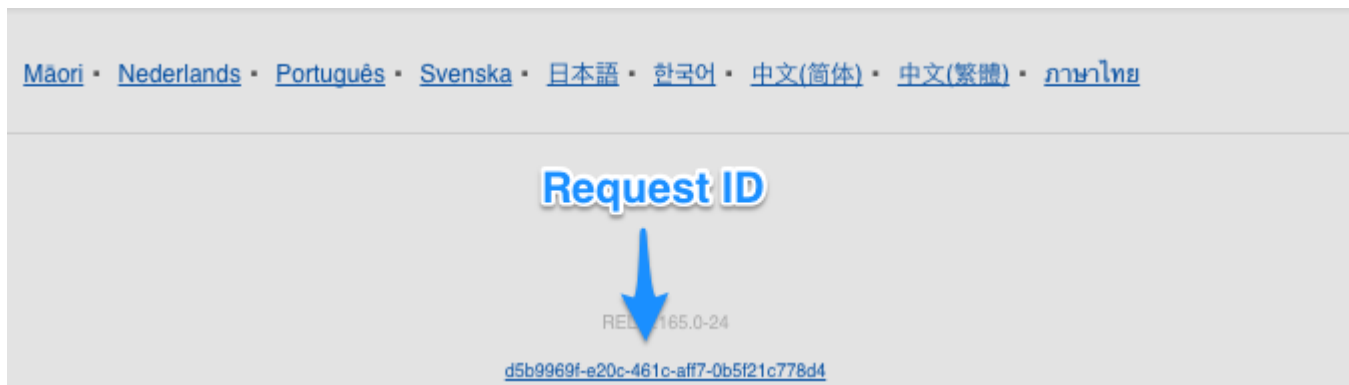 Māori ▪ Nederlands ▪ Português ▪ Svenska ▪ 日本語 ▪ 한국어 ▪ 中文(简体) ▪ 中文(繁體) ▪ ภาษาไทย
Request ID
165.0-24
d5b9969f-e20c-461c-aff7-0b5f21c778d4